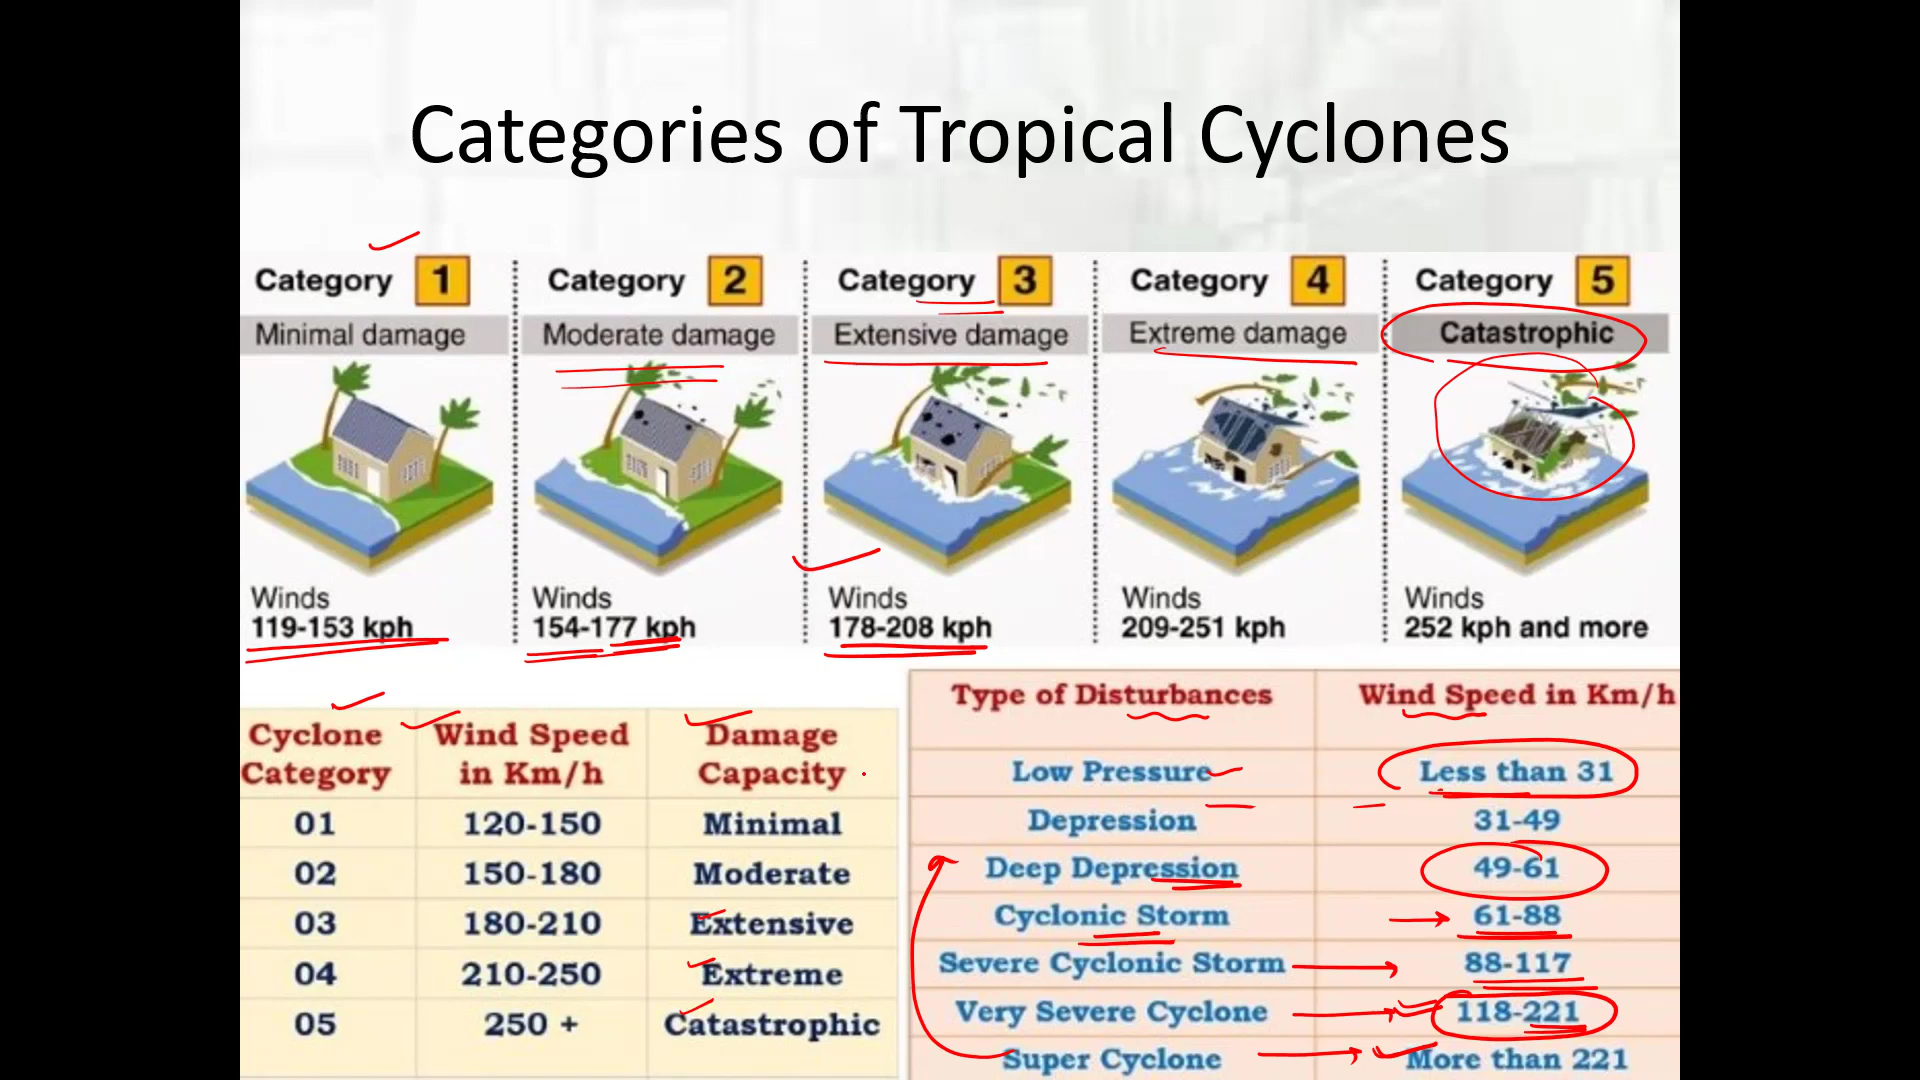 Categories of Tropical Cyclones
Category 1
Minimal damage
Winds
119-153 kph
Category 2
Moderate damage
Winds
154-177 kph
Category 3
Extensive damage
Winds
178-208 kph
Category 4
Extreme damage
Winds
209-251 kph
Category 5
Catastrophic
Winds
252 kph and more
Cyclone Category Wind Speed in Km/h Damage Capacity
01 120-150 Minimal
02 150-180 Moderate
03 180-210 Extensive
04 210-250 Extreme
05 250 + Catastrophic
Type of Disturbances Wind Speed in Km/h
Low Pressure Less than 31
Depression 31-49
Deep Depression 49-61
Cyclonic Storm 61-88
Severe Cyclonic Storm 88-117
Very Severe Cyclone 118-221
Super Cyclone More than 221